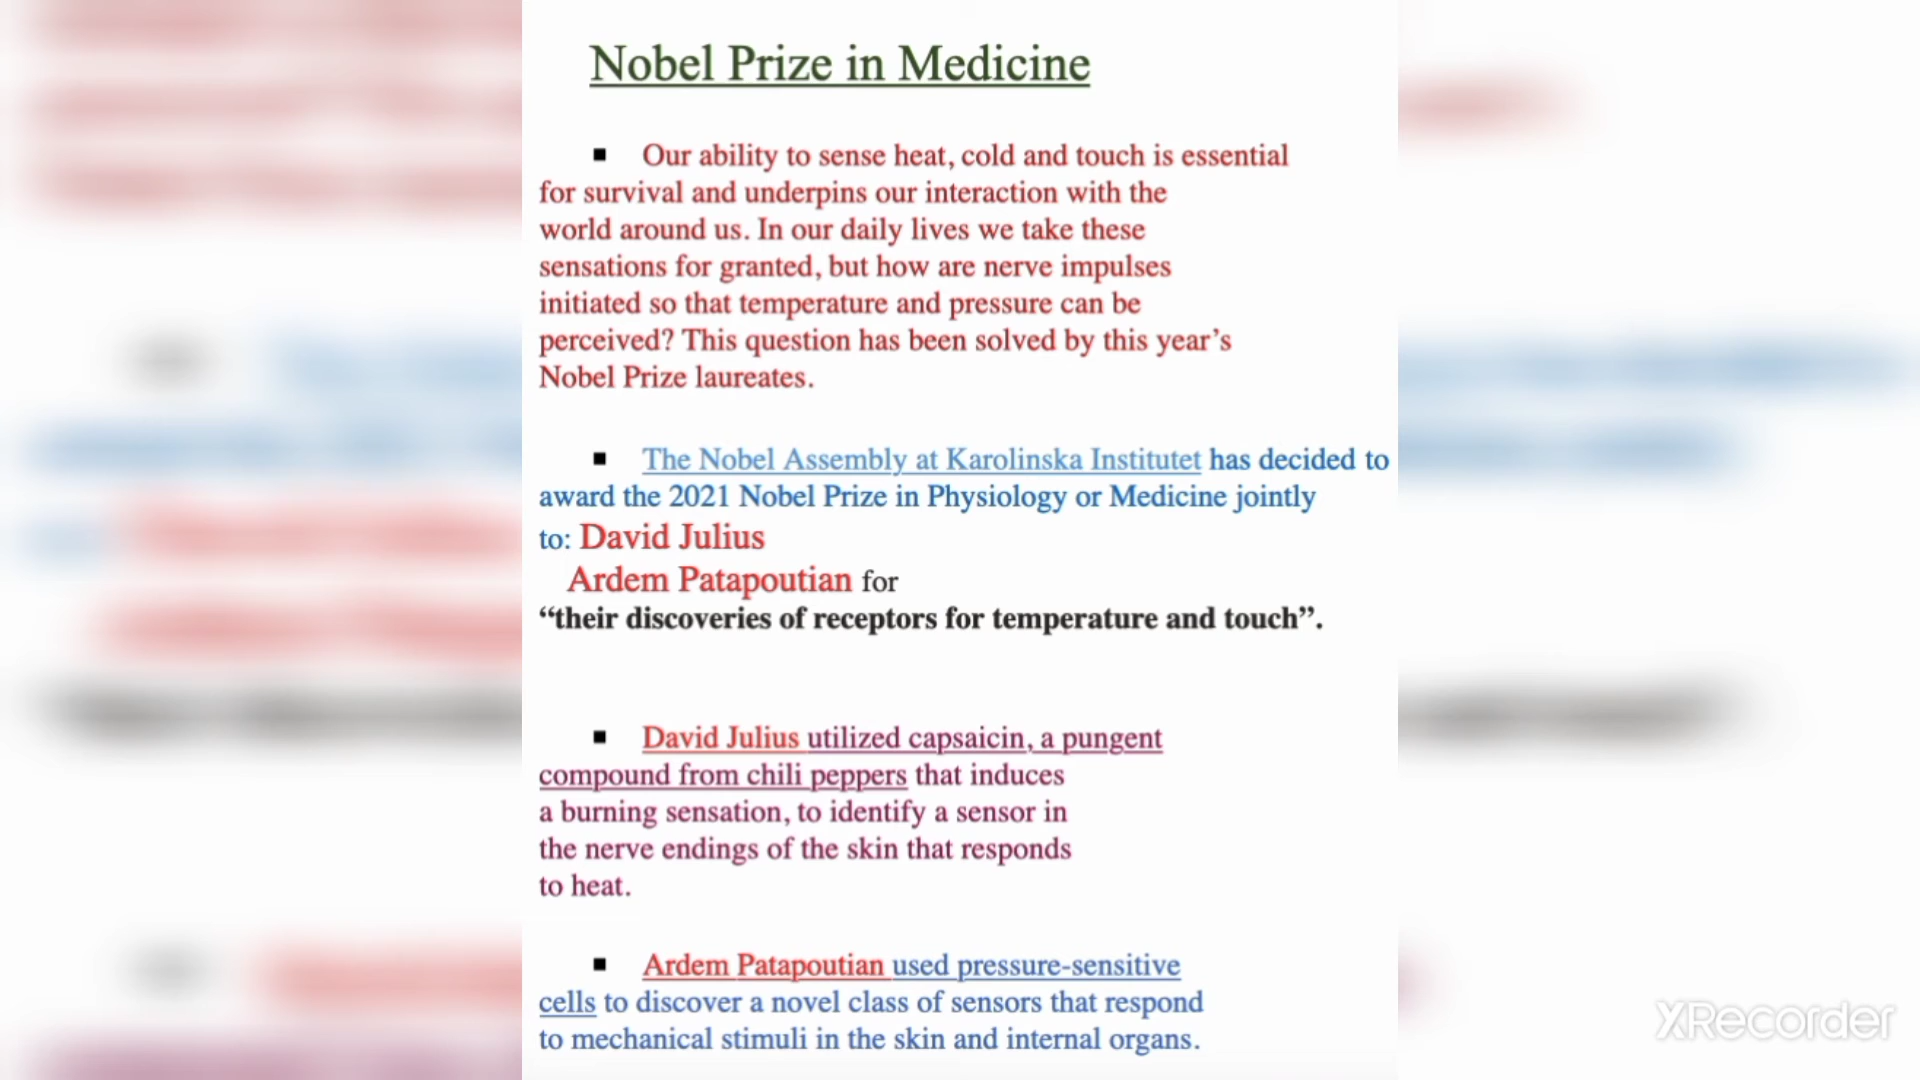 Nobel Prize in Medicine
▪ Our ability to sense heat, cold and touch is essential
for survival and underpins our interaction with the
world around us. In our daily lives we take these
sensations for granted, but how are nerve impulses
initiated so that temperature and pressure can be
perceived? This question has been solved by this year’s
Nobel Prize laureates.
▪ The Nobel Assembly at Karolinska Institutet has decided to
award the 2021 Nobel Prize in Physiology or Medicine jointly
to: David Julius
Ardem Patapoutian for
“their discoveries of receptors for temperature and touch”.
▪ David Julius utilized capsaicin, a pungent
compound from chili peppers that induces
a burning sensation, to identify a sensor in
the nerve endings of the skin that responds
to heat.
▪ Ardem Patapoutian used pressure-sensitive
cells to discover a novel class of sensors that respond
to mechanical stimuli in the skin and internal organs.
XRecorder